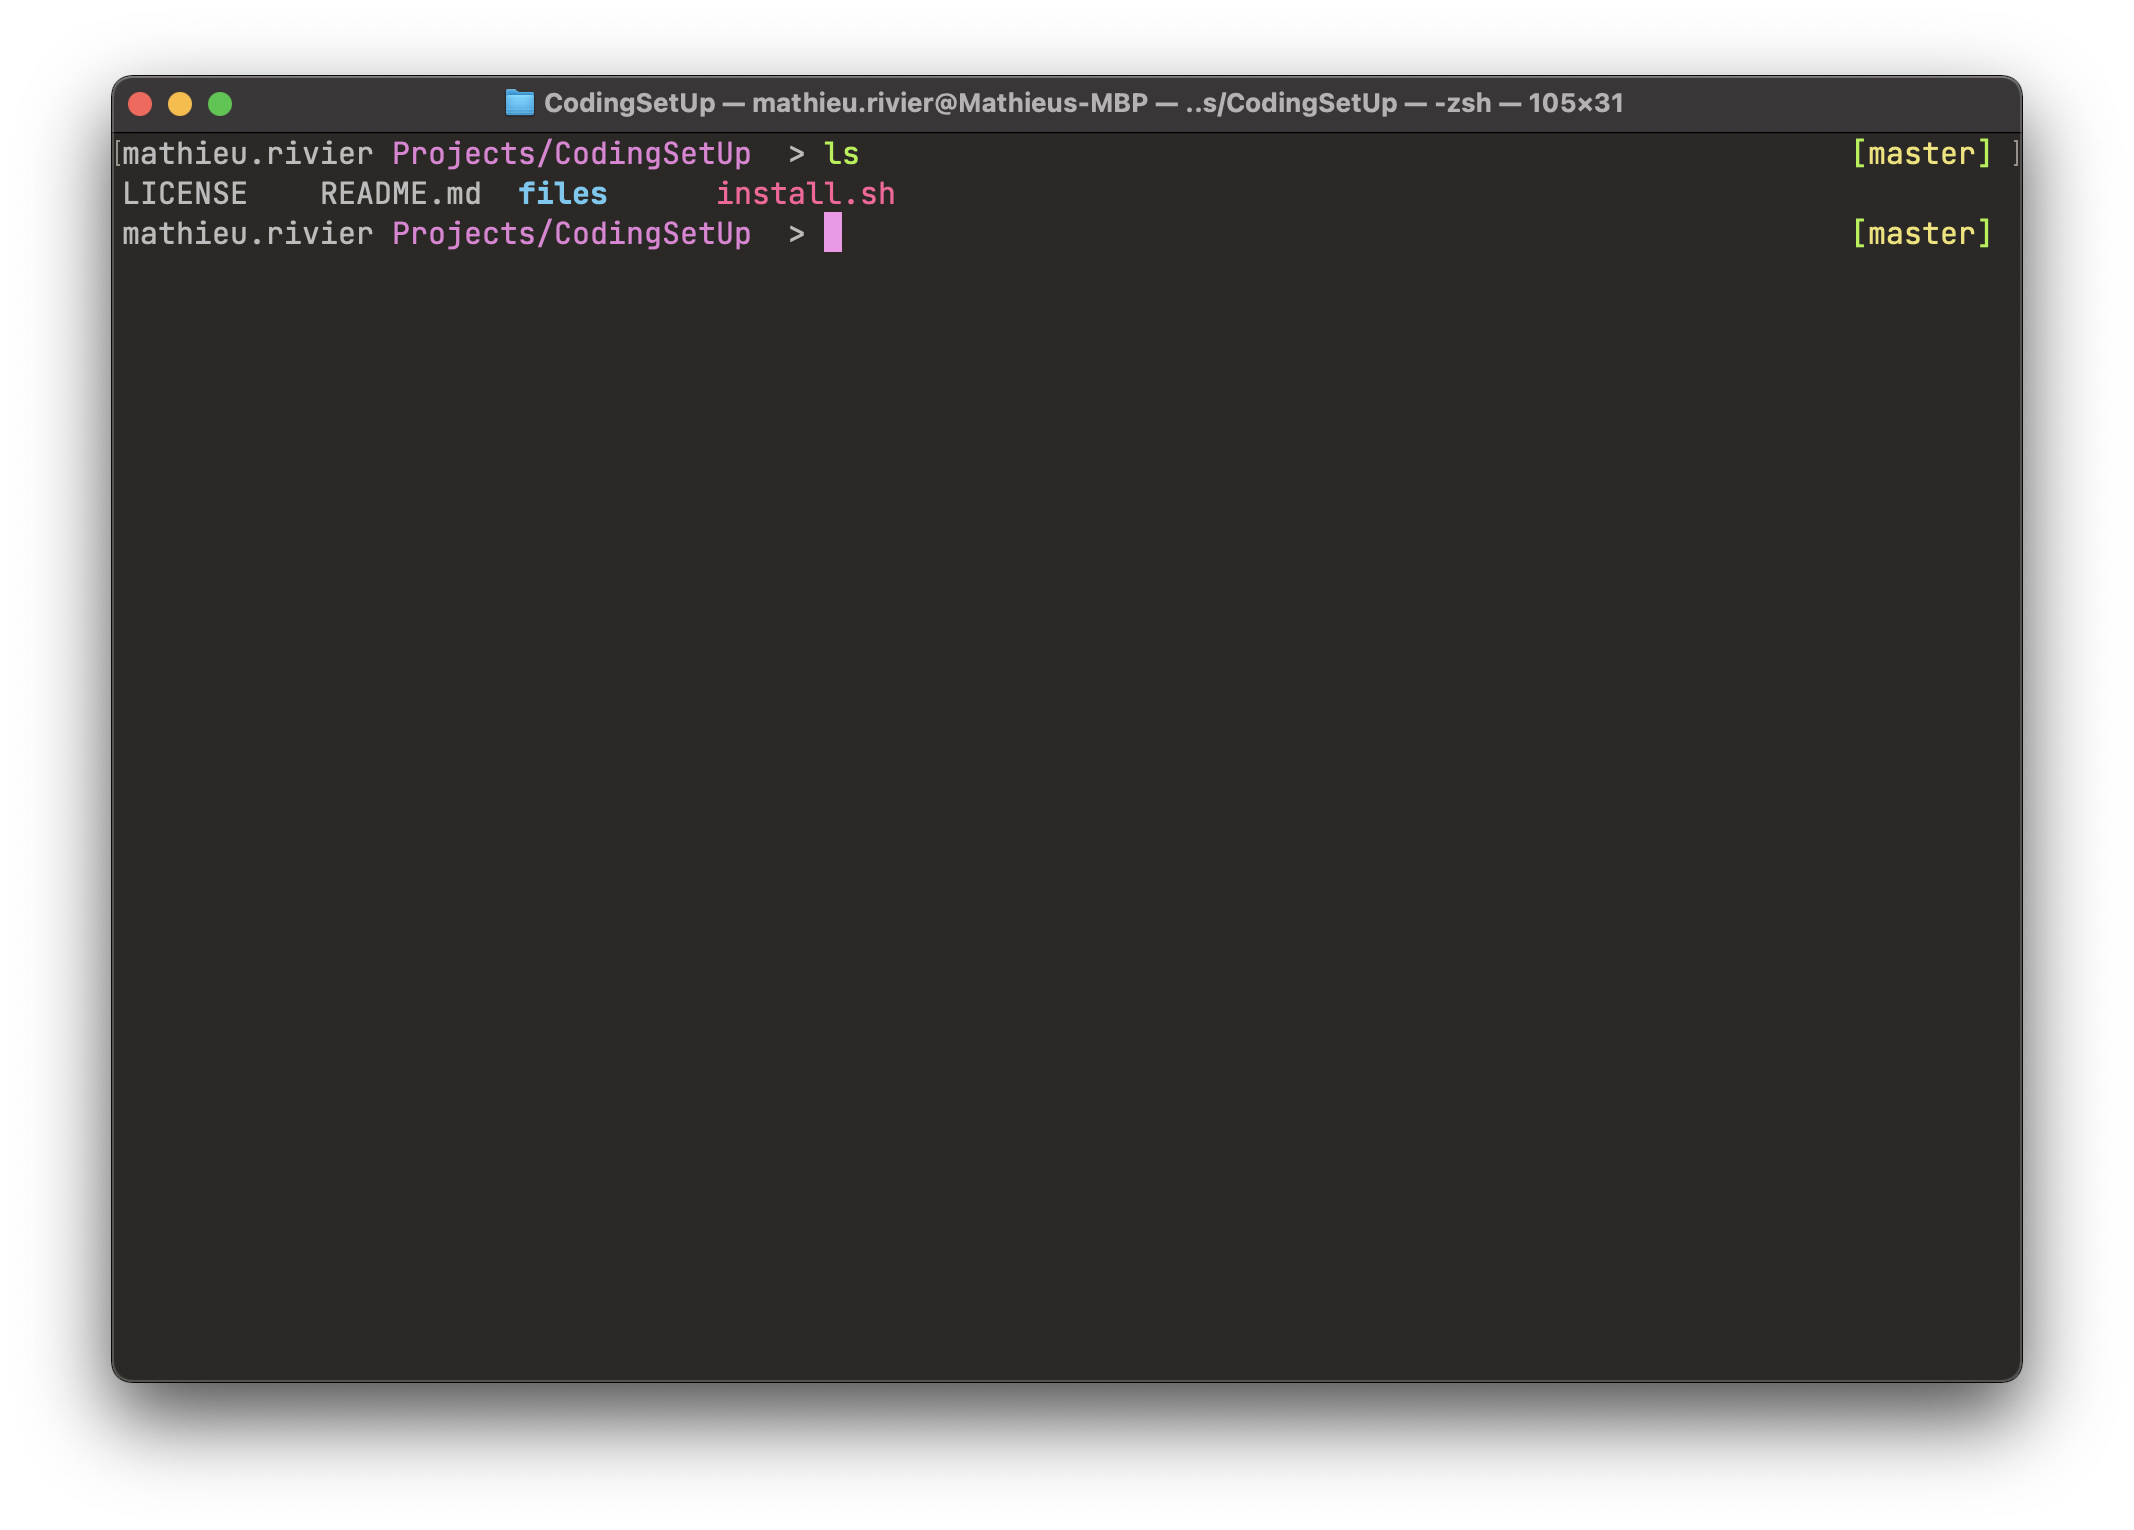 CodingSetUp — mathieu.rivier@Mathieus-MBP — ..s/CodingSetUp — -zsh — 105×31
[mathieu.rivier Projects/CodingSetUp  > ls [master] ]
LICENSE    README.md  files      install.sh
mathieu.rivier Projects/CodingSetUp  > [master]